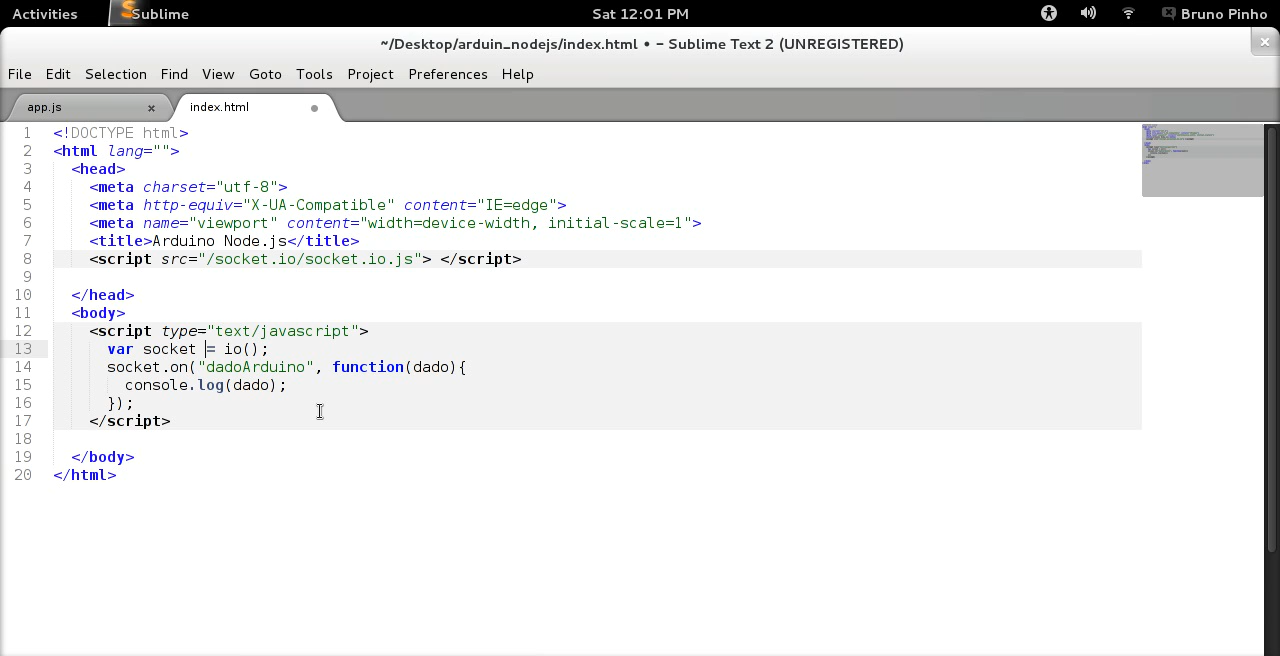 Activities Sublime Sat 12:01 PM Bruno Pinho
~/Desktop/arduin_nodejs/index.html • − Sublime Text 2 (UNREGISTERED)
File Edit Selection Find View Goto Tools Project Preferences Help
app.js index.html
1 <!DOCTYPE html>
2 <html lang="">
3 <head>
4 <meta charset="utf-8">
5 <meta http-equiv="X-UA-Compatible" content="IE=edge">
6 <meta name="viewport" content="width=device-width, initial-scale=1">
7 <title>Arduino Node.js</title>
8 <script src="/socket.io/socket.io.js"> </script>
9
10 </head>
11 <body>
12 <script type="text/javascript">
13 var socket = io();
14 socket.on("dadoArduino", function(dado){
15 console.log(dado);
16 });
17 </script>
18
19 </body>
20 </html>